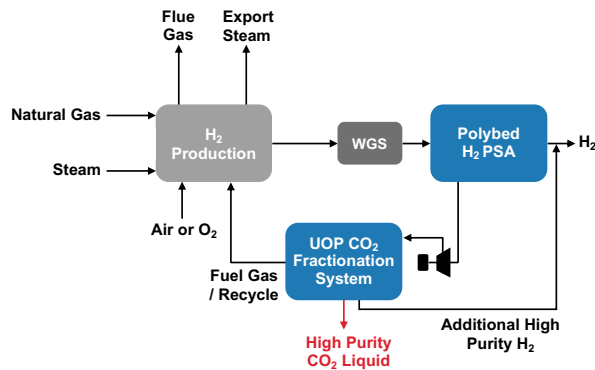 Flue
Gas
Export
Steam
Natural Gas
H₂
Production
WGS
Polybed
H₂ PSA
H₂
Steam
Air or O₂
UOP CO₂
Fractionation
System
Fuel Gas
/ Recycle
High Purity
CO₂ Liquid
Additional High
Purity H₂